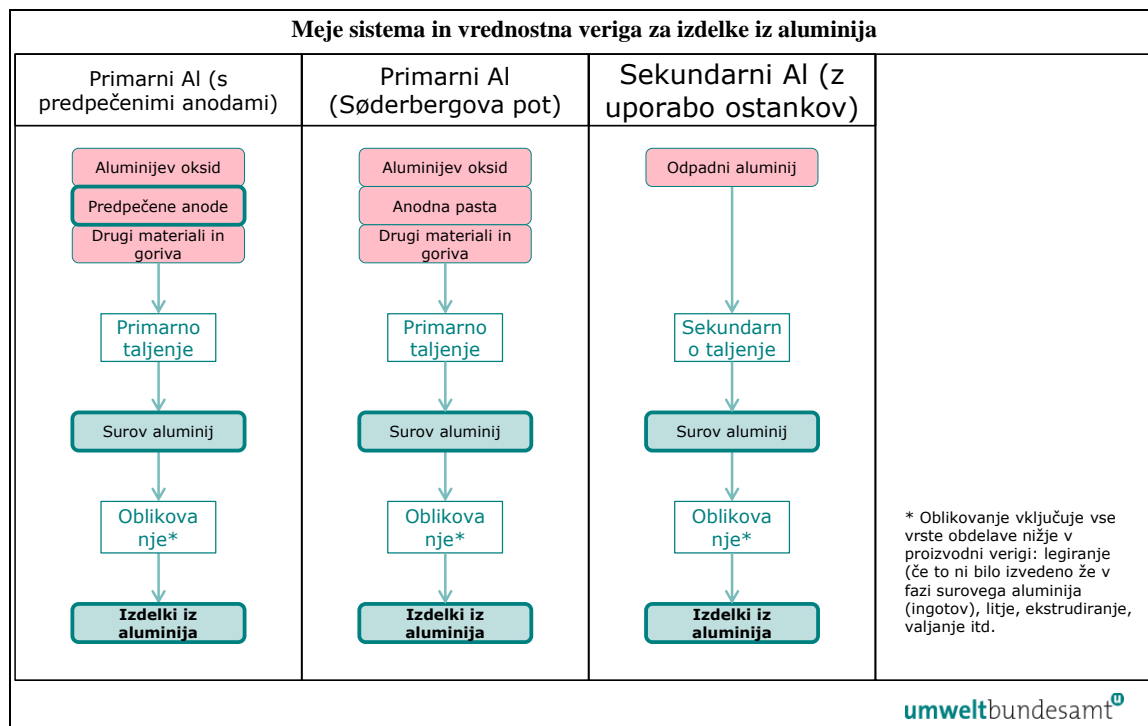 Meje sistema in vrednostna veriga za izdelke iz aluminija
Primarni Al (s
predpečenimi anodami)
Aluminijev oksid
Predpečene anode
Drugi materiali in
goriva
Primarno
taljenje
Surov aluminij
Oblikova
nje*
Izdelki iz
aluminija
Primarni Al
(Søderbergova pot)
Aluminijev oksid
Anodna pasta
Drugi materiali in
goriva
Primarno
taljenje
Surov aluminij
Oblikova
nje*
Izdelki iz
aluminija
Sekundarni Al (z
uporabo ostankov)
Odpadni aluminij
Sekundarn
o taljenje
Surov aluminij
Oblikova
nje*
Izdelki iz
aluminija
* Oblikovanje vključuje vse
vrste obdelave nižje v
proizvodni verigi: legiranje
(če to ni bilo izvedeno že v
fazi surovega aluminija
(ingotov), litje, ekstrudiranje,
valjanje itd.
umweltbundesamt
u